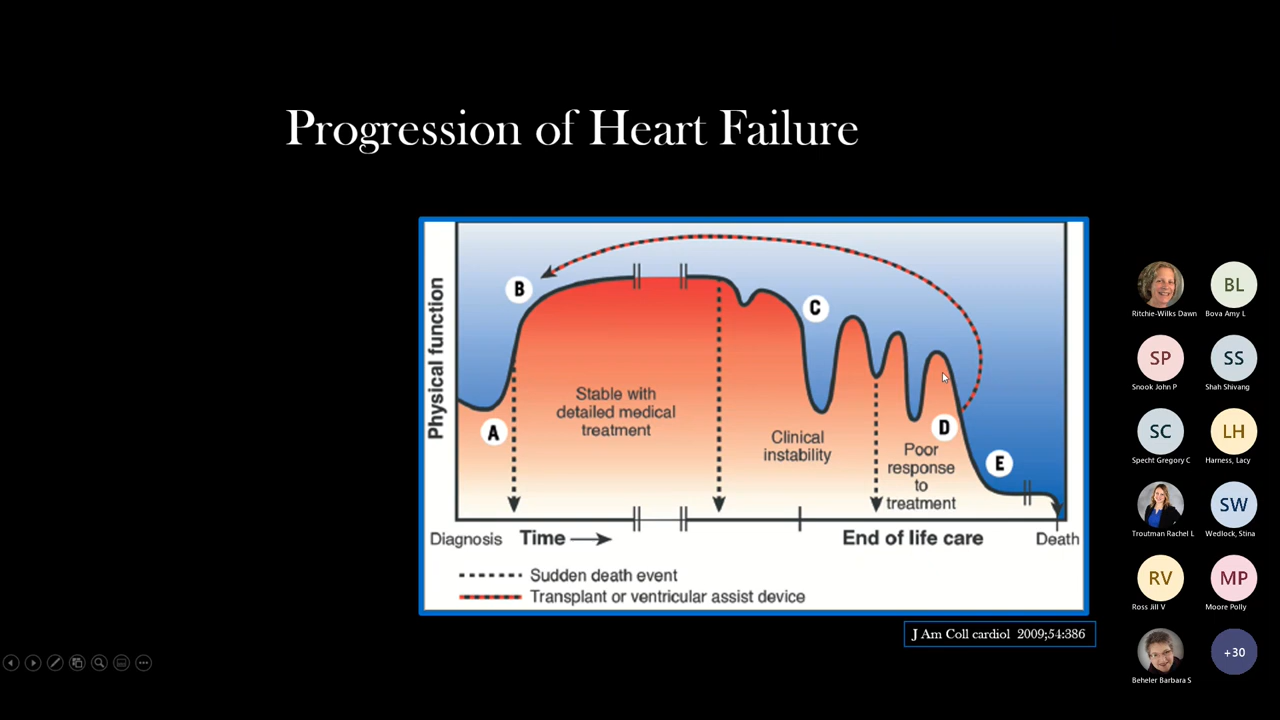 Progression of Heart Failure
Physical function
A
B
C
D
E
Stable with
detailed medical
treatment
Clinical
instability
Poor
response
to
treatment
Diagnosis
Time
End of life care
Death
Sudden death event
Transplant or ventricular assist device
J Am Coll cardiol 2009;54:386
Ritchie-Wilks Dawn
BL
Bova Amy L
SP
Snook John P
SS
Shah Shivang
SC
Specht Gregory C
LH
Harness, Lacy
Troutman Rachel L
SW
Wedlock, Stina
RV
Ross Jill V
MP
Moore Polly
Beheler Barbara S
+30